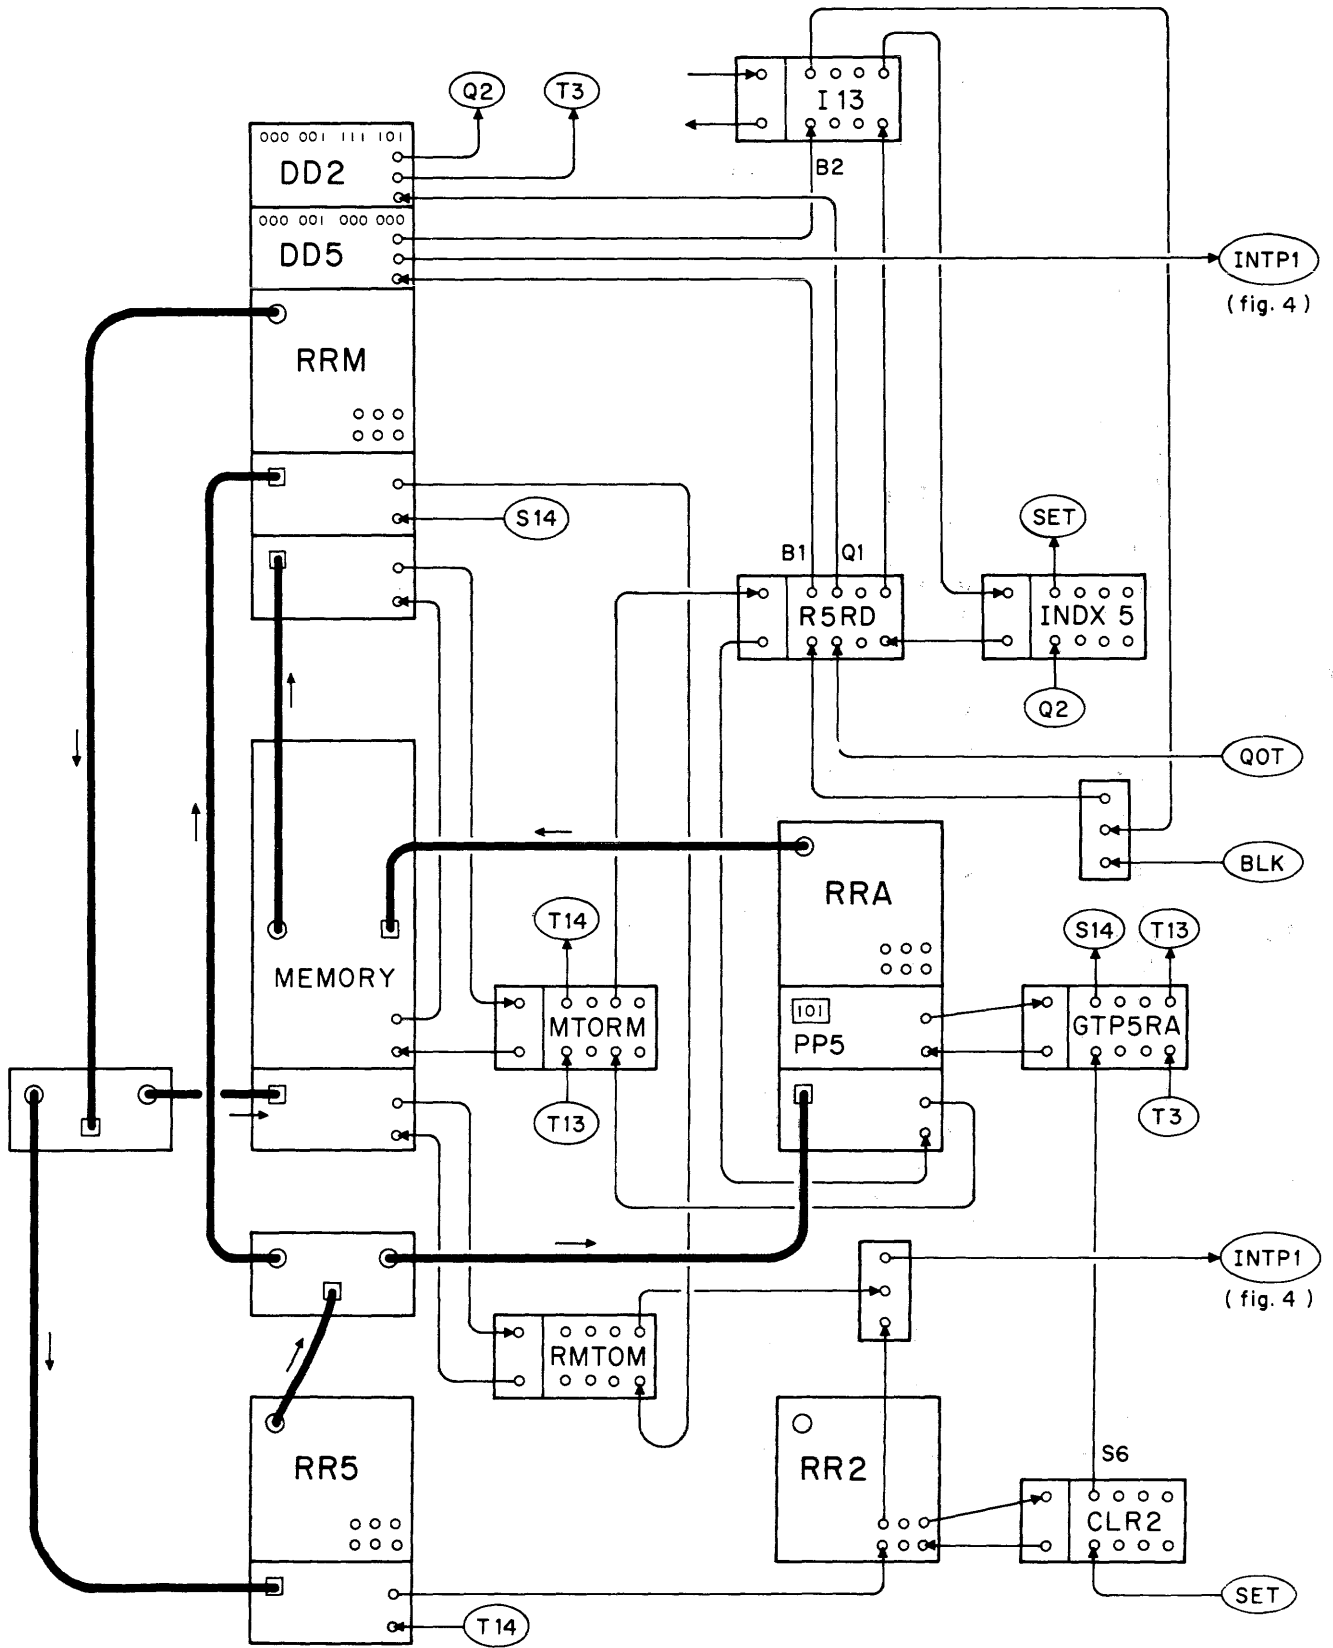 I 13
Q2
T3
000 001 111 101
DD2
B2
000 001 000 000
DD5
INTP1
(fig. 4)
RRM
S14
SET
B1
Q1
R5RD
INDX 5
Q2
QOT
BLK
RRA
T14
S14
T13
MEMORY
MTORM
101
PP5
GTP5RA
T13
T3
INTP1
(fig. 4)
RMTOM
RR5
RR2
S6
CLR2
SET
T14